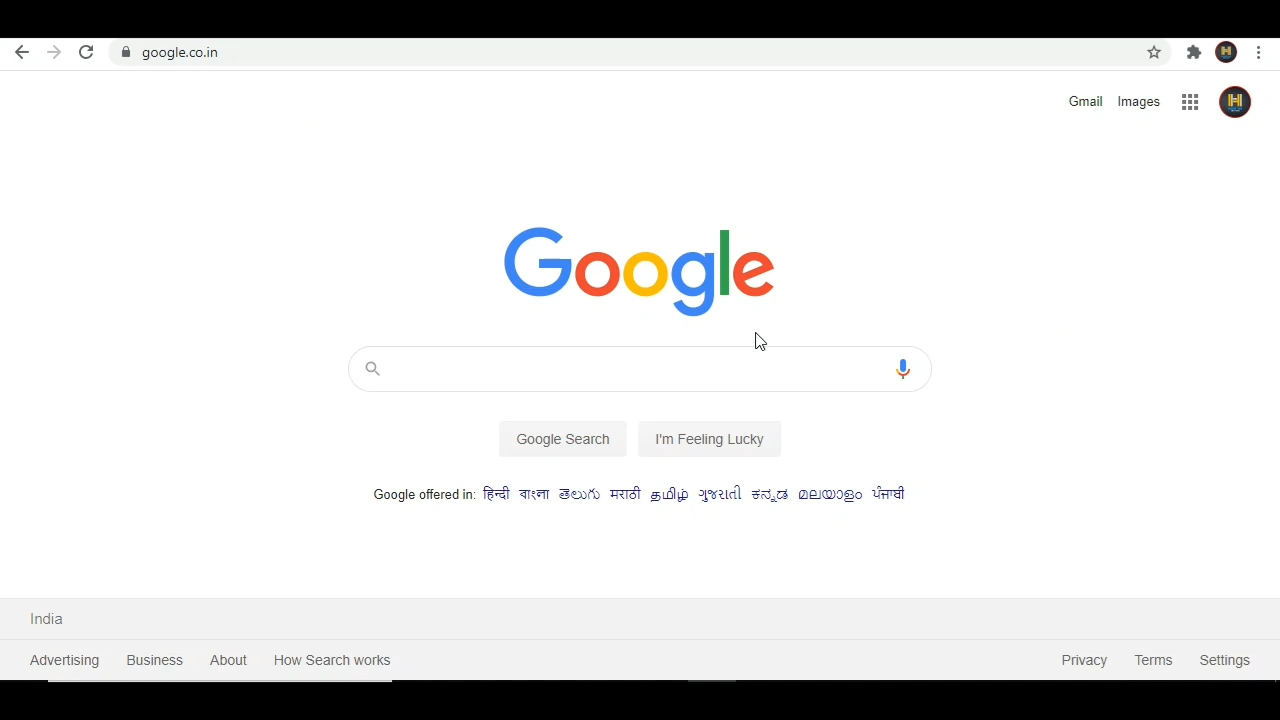 google.co.in
Gmail Images
Google
Google Search I'm Feeling Lucky
Google offered in: हिन्दी বাংলা తెలుగు मराठी தமிழ் ગુજરાતી ಕನ್ನಡ മലയാളം ਪੰਜਾਬੀ
India
Advertising Business About How Search works Privacy Terms Settings